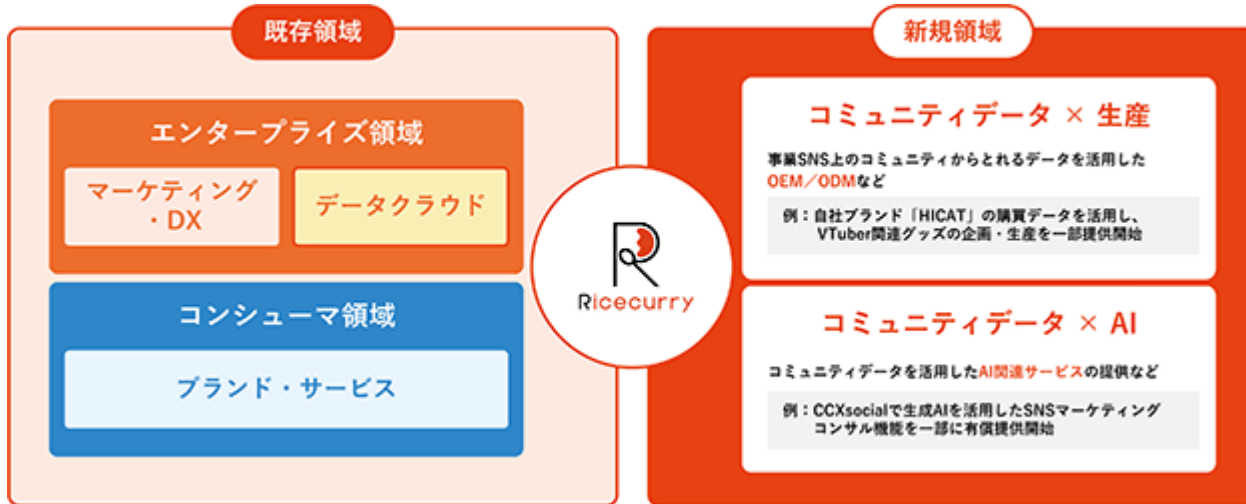 既存領域
エンタープライズ領域
マーケティング
・DX
データクラウド
コンシューマ領域
ブランド・サービス
Ricecurry
新規領域
コミュニティデータ × 生産
事業SNS上のコミュニティからとれるデータを活用した
OEM／ODMなど
例：自社ブランド「HICAT」の購買データを活用し、
VTuber関連グッズの企画・生産を一部提供開始
コミュニティデータ × AI
コミュニティデータを活用したAI関連サービスの提供など
例：CCXsocialで生成AIを活用したSNSマーケティング
コンサル機能を一部に有償提供開始